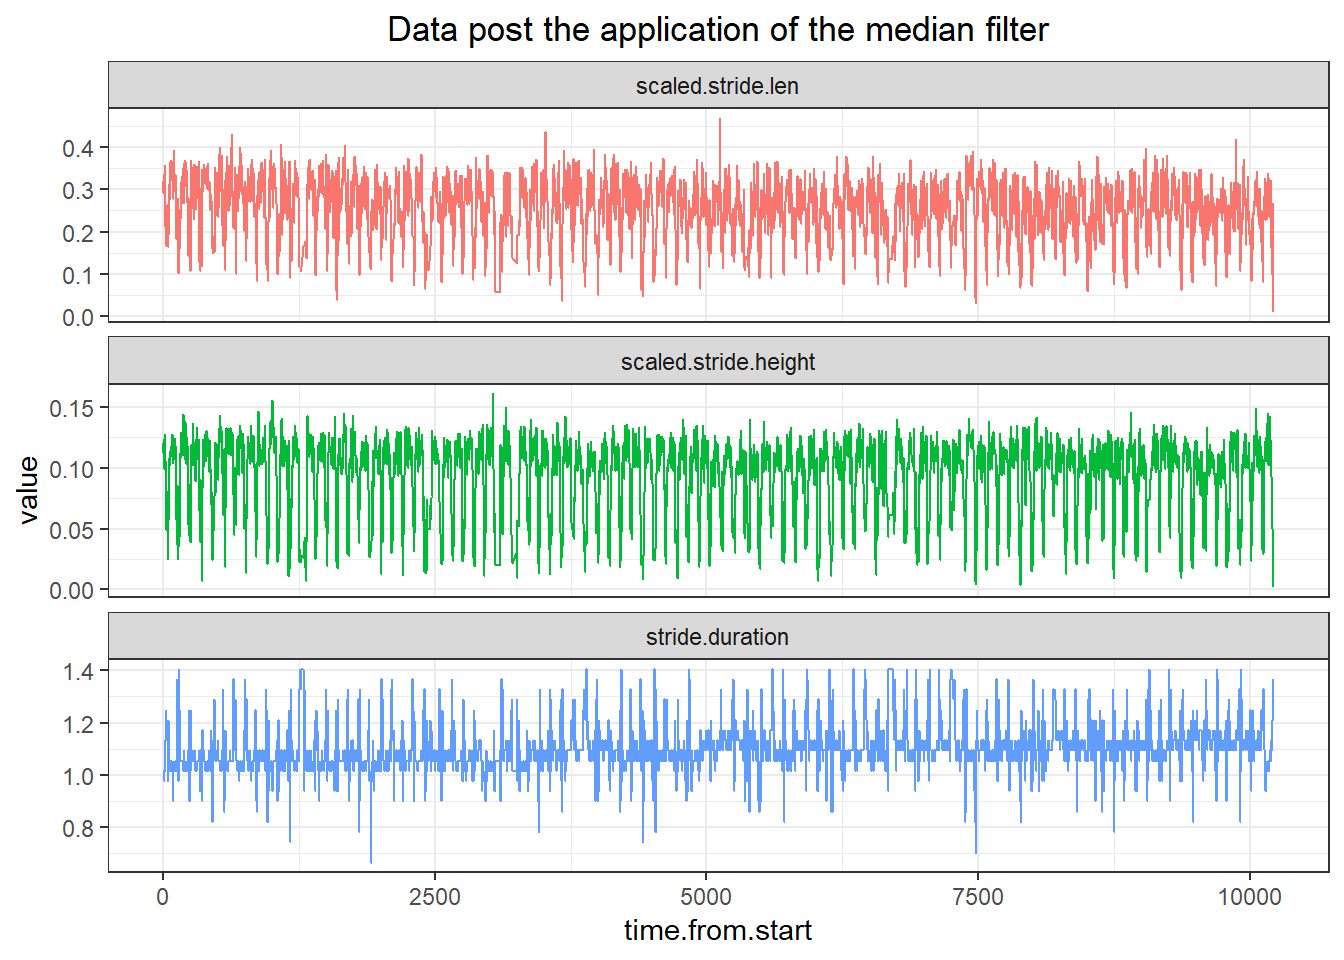 Data post the application of the median filter
scaled.stride.len
0.4
0.3
0.2
0.1
0.0
scaled.stride.height
0.15
0.10
0.05
0.00
value
stride.duration
1.4
1.2
1.0
0.8
0 2500 5000 7500 10000
time.from.start